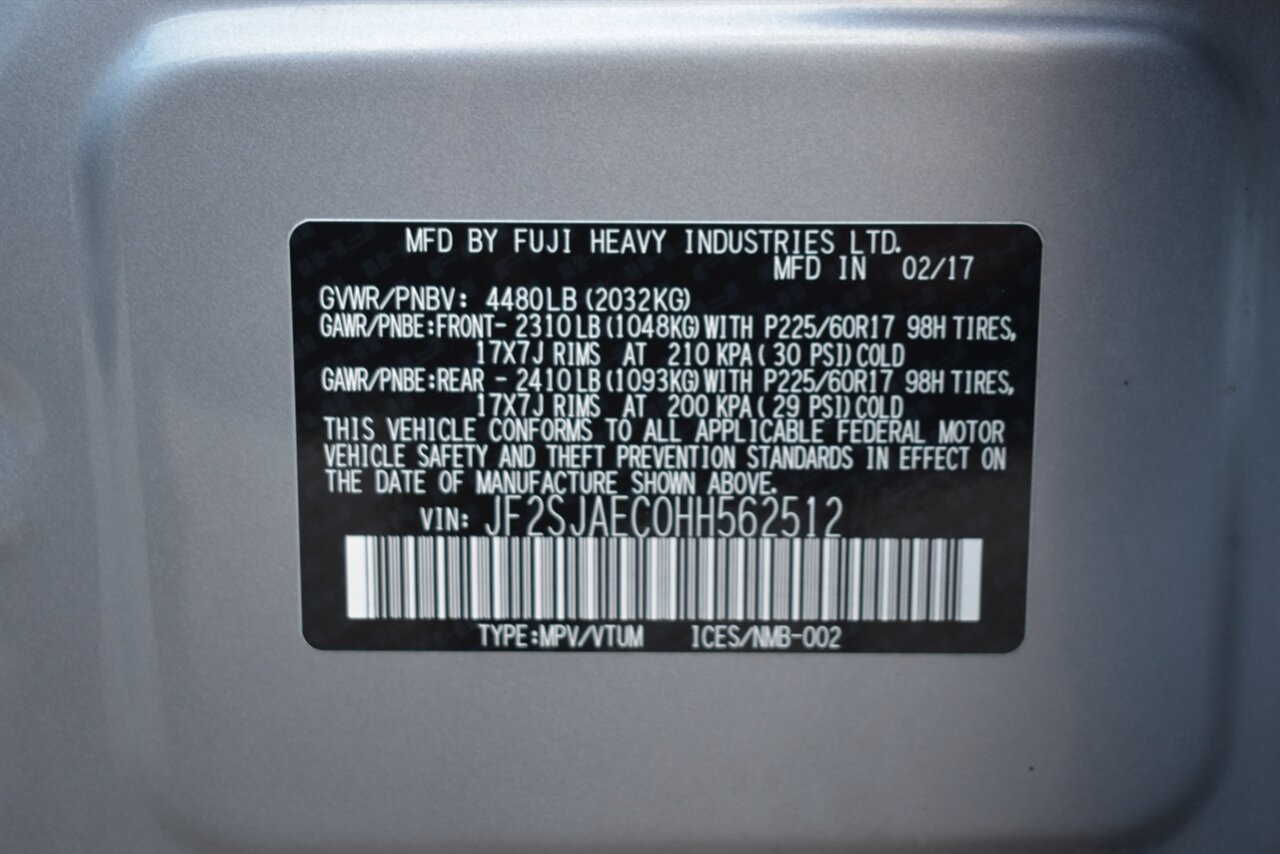 MFD BY FUJI HEAVY INDUSTRIES LTD.
MFD IN 02/17
GVWR/PNBV: 4480LB (2032KG)
GAWR/PNBE:FRONT- 2310LB (1048KG) WITH P225/60R17 98H TIRES,
17X7J RIMS AT 210 KPA ( 30 PSI) COLD
GAWR/PNBE:REAR - 2410LB (1093KG) WITH P225/60R17 98H TIRES,
17X7J RIMS AT 200 KPA ( 29 PSI) COLD
THIS VEHICLE CONFORMS TO ALL APPLICABLE FEDERAL MOTOR
VEHICLE SAFETY AND THEFT PREVENTION STANDARDS IN EFFECT ON
THE DATE OF MANUFACTURE SHOWN ABOVE.
VIN: JF2SJAEC0HH562512
TYPE:MPV/VTUM ICES/NMB-002